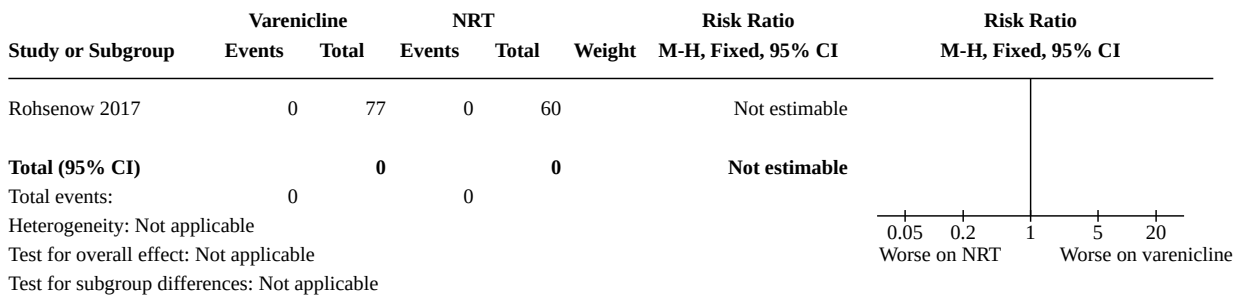 Varenicline NRT Risk Ratio Risk Ratio
Study or Subgroup Events Total Events Total Weight M-H, Fixed, 95% CI M-H, Fixed, 95% CI
Rohsenow 2017 0 77 0 60 Not estimable
Total (95% CI) 0 0 Not estimable
Total events: 0 0
Heterogeneity: Not applicable
0.05 0.2 1 5 20
Test for overall effect: Not applicable Worse on NRT Worse on varenicline
Test for subgroup differences: Not applicable